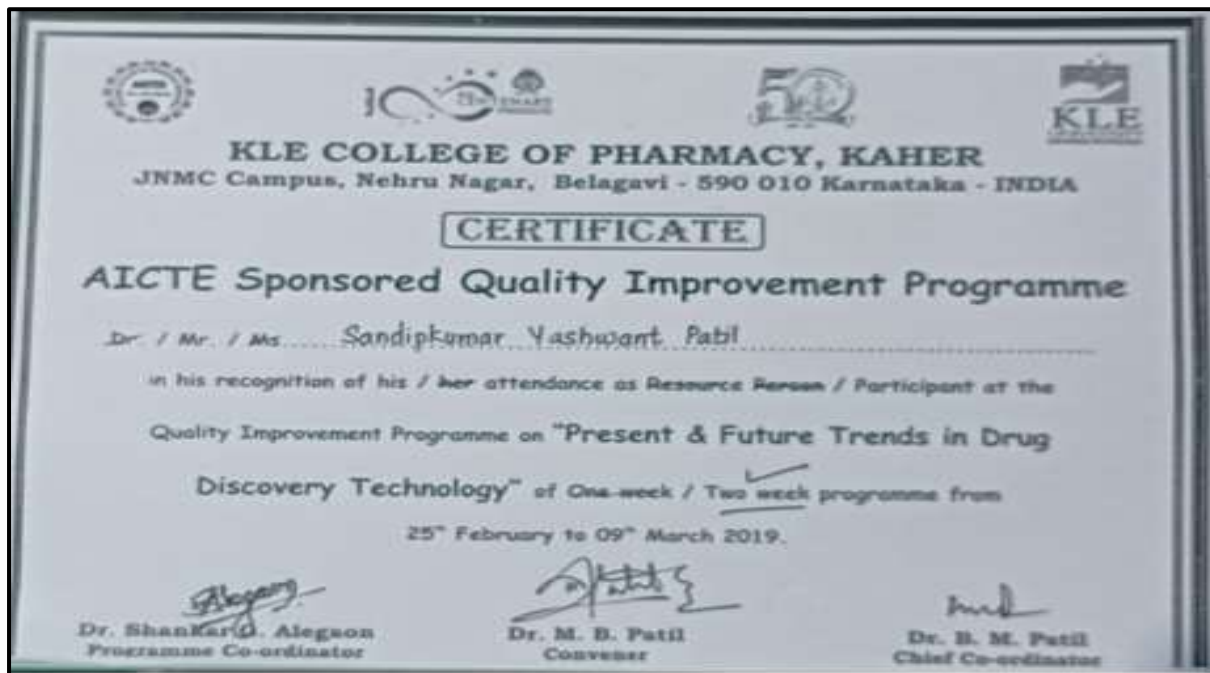 KLE
KLE COLLEGE OF PHARMACY, KAHER
JNMC Campus, Nehru Nagar, Belagavi - 590 010 Karnataka - INDIA
CERTIFICATE
AICTE Sponsored Quality Improvement Programme
Dr. / Mr. / Ms. Sandipkumar Yashwant Patil
in his recognition of his / her attendance as Resource Person / Participant at the
Quality Improvement Programme on "Present & Future Trends in Drug
Discovery Technology" of One week / Two week programme from
25th February to 09th March 2019.
Dr. Shankar G. Alegaon Dr. M. B. Patil Dr. B. M. Patil
Programme Co-ordinator Convener Chief Co-ordinator